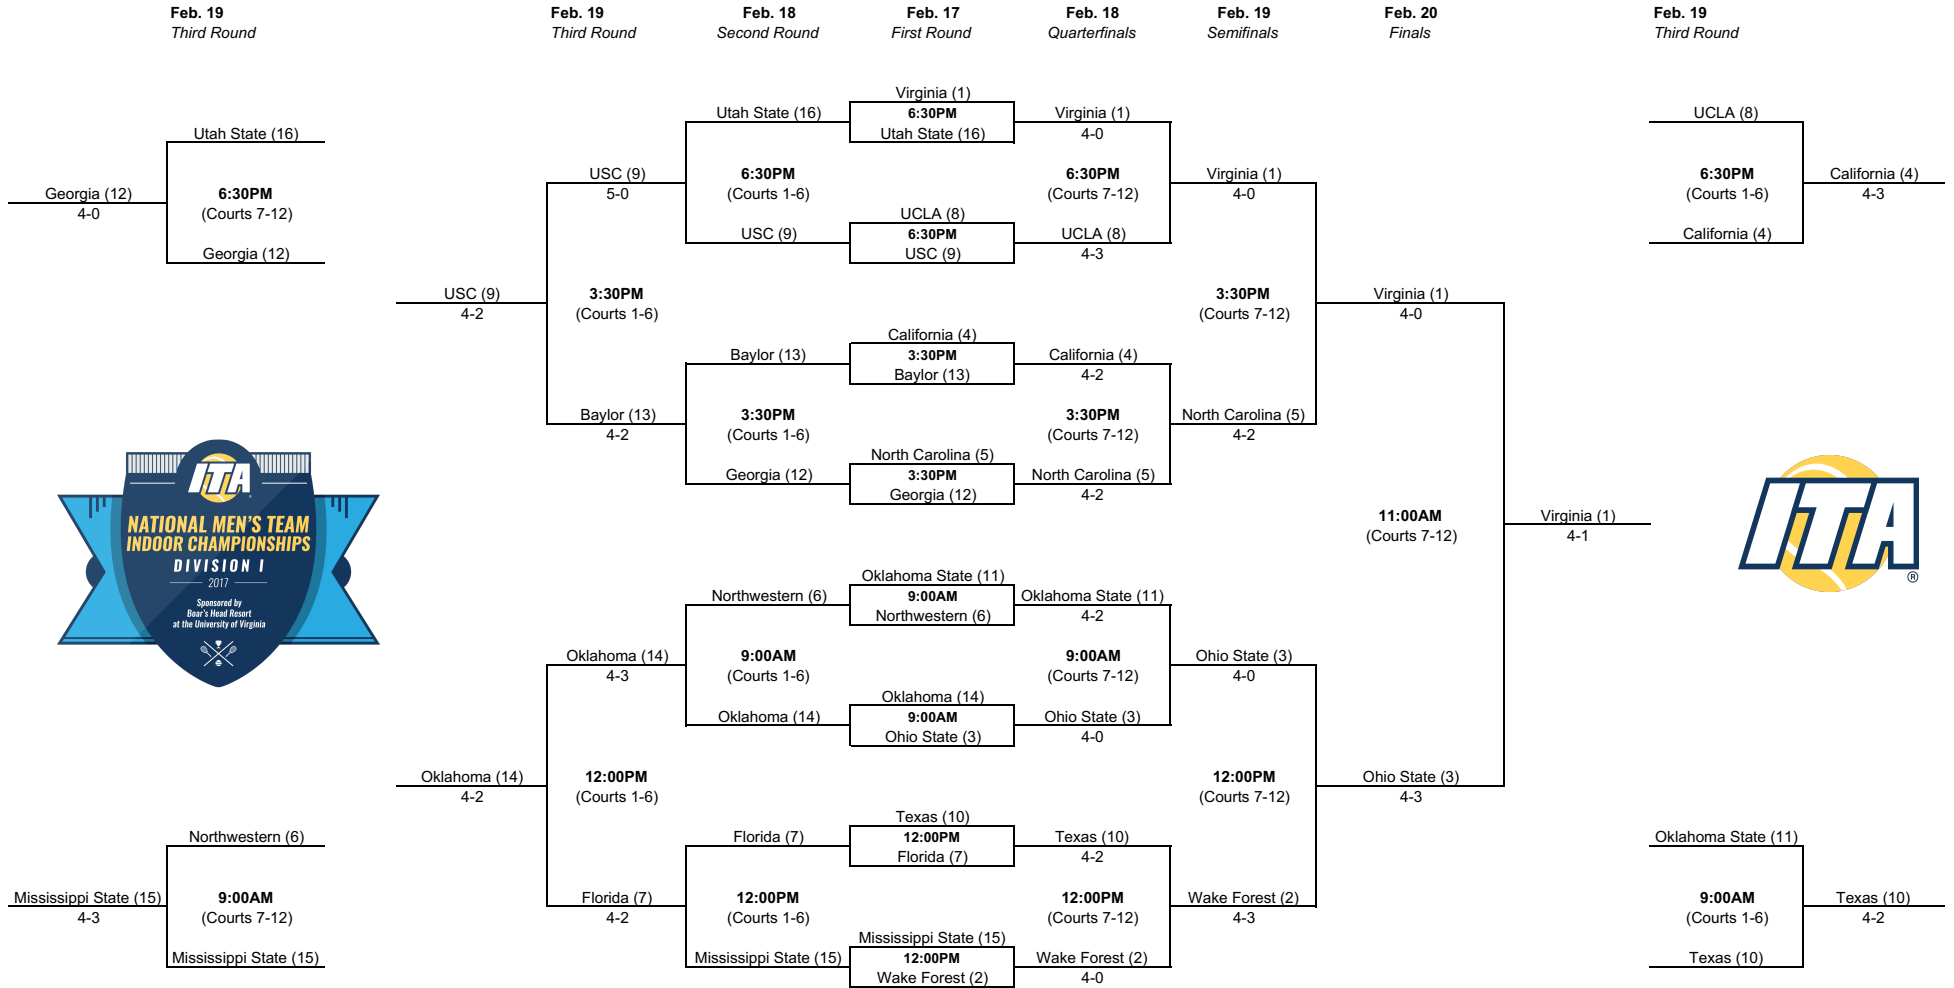 Feb. 19
Third Round
Feb. 19
Third Round
Feb. 18
Second Round
Feb. 17
First Round
Feb. 18
Quarterfinals
Feb. 19
Semifinals
Feb. 20
Finals
Feb. 19
Third Round
Utah State (16)
Georgia (12)
4-0
6:30PM
(Courts 7-12)
Georgia (12)
Northwestern (6)
Mississippi State (15)
4-3
9:00AM
(Courts 7-12)
Mississippi State (15)
USC (9)
5-0
USC (9)
4-2
3:30PM
(Courts 1-6)
Baylor (13)
4-2
Oklahoma (14)
4-3
Oklahoma (14)
4-2
12:00PM
(Courts 1-6)
Florida (7)
4-2
Utah State (16)
6:30PM
(Courts 1-6)
USC (9)
Baylor (13)
3:30PM
(Courts 1-6)
Georgia (12)
Northwestern (6)
9:00AM
(Courts 1-6)
Oklahoma (14)
Florida (7)
12:00PM
(Courts 1-6)
Mississippi State (15)
Virginia (1)
6:30PM
Utah State (16)
UCLA (8)
6:30PM
USC (9)
California (4)
3:30PM
Baylor (13)
North Carolina (5)
3:30PM
Georgia (12)
Oklahoma State (11)
9:00AM
Northwestern (6)
Oklahoma (14)
9:00AM
Ohio State (3)
Texas (10)
12:00PM
Florida (7)
Mississippi State (15)
12:00PM
Wake Forest (2)
Virginia (1)
4-0
6:30PM
(Courts 7-12)
UCLA (8)
4-3
California (4)
4-2
3:30PM
(Courts 7-12)
North Carolina (5)
4-2
Oklahoma State (11)
4-2
9:00AM
(Courts 7-12)
Ohio State (3)
4-0
Texas (10)
4-2
12:00PM
(Courts 7-12)
Wake Forest (2)
4-0
Virginia (1)
4-0
3:30PM
(Courts 7-12)
North Carolina (5)
4-2
Ohio State (3)
4-0
12:00PM
(Courts 7-12)
Wake Forest (2)
4-3
Virginia (1)
4-0
11:00AM
(Courts 7-12)
Ohio State (3)
4-3
Virginia (1)
4-1
UCLA (8)
6:30PM
(Courts 1-6)
California (4)
California (4)
4-3
Oklahoma State (11)
9:00AM
(Courts 1-6)
Texas (10)
Texas (10)
4-2
ITA
NATIONAL MEN'S TEAM
INDOOR CHAMPIONSHIPS
DIVISION I
2017
Sponsored by
Boar's Head Resort
at the University of Virginia
ITA®